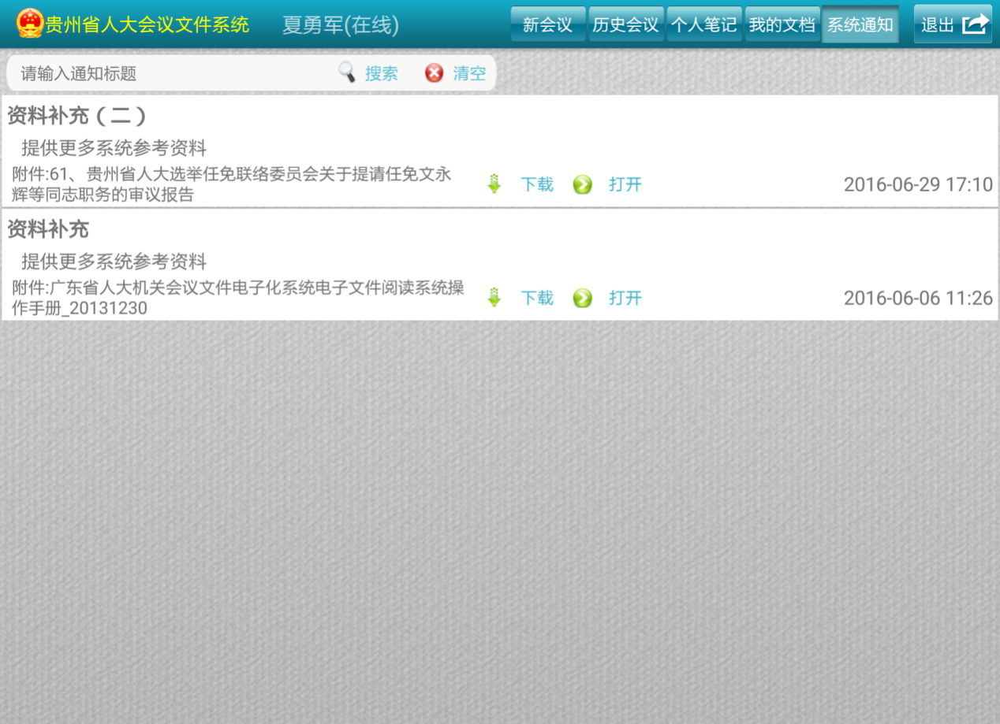 贵州省人大会议文件系统 夏勇军(在线) 新会议 历史会议 个人笔记 我的文档 系统通知 退出
请输入通知标题 搜索 清空
资料补充（二）
提供更多系统参考资料
附件:61、贵州省人大选举任免联络委员会关于提请任免文永
辉等同志职务的审议报告
下载 打开 2016-06-29 17:10
资料补充
提供更多系统参考资料
附件:广东省人大机关会议文件电子化系统电子文件阅读系统操
作手册_20131230
下载 打开 2016-06-06 11:26